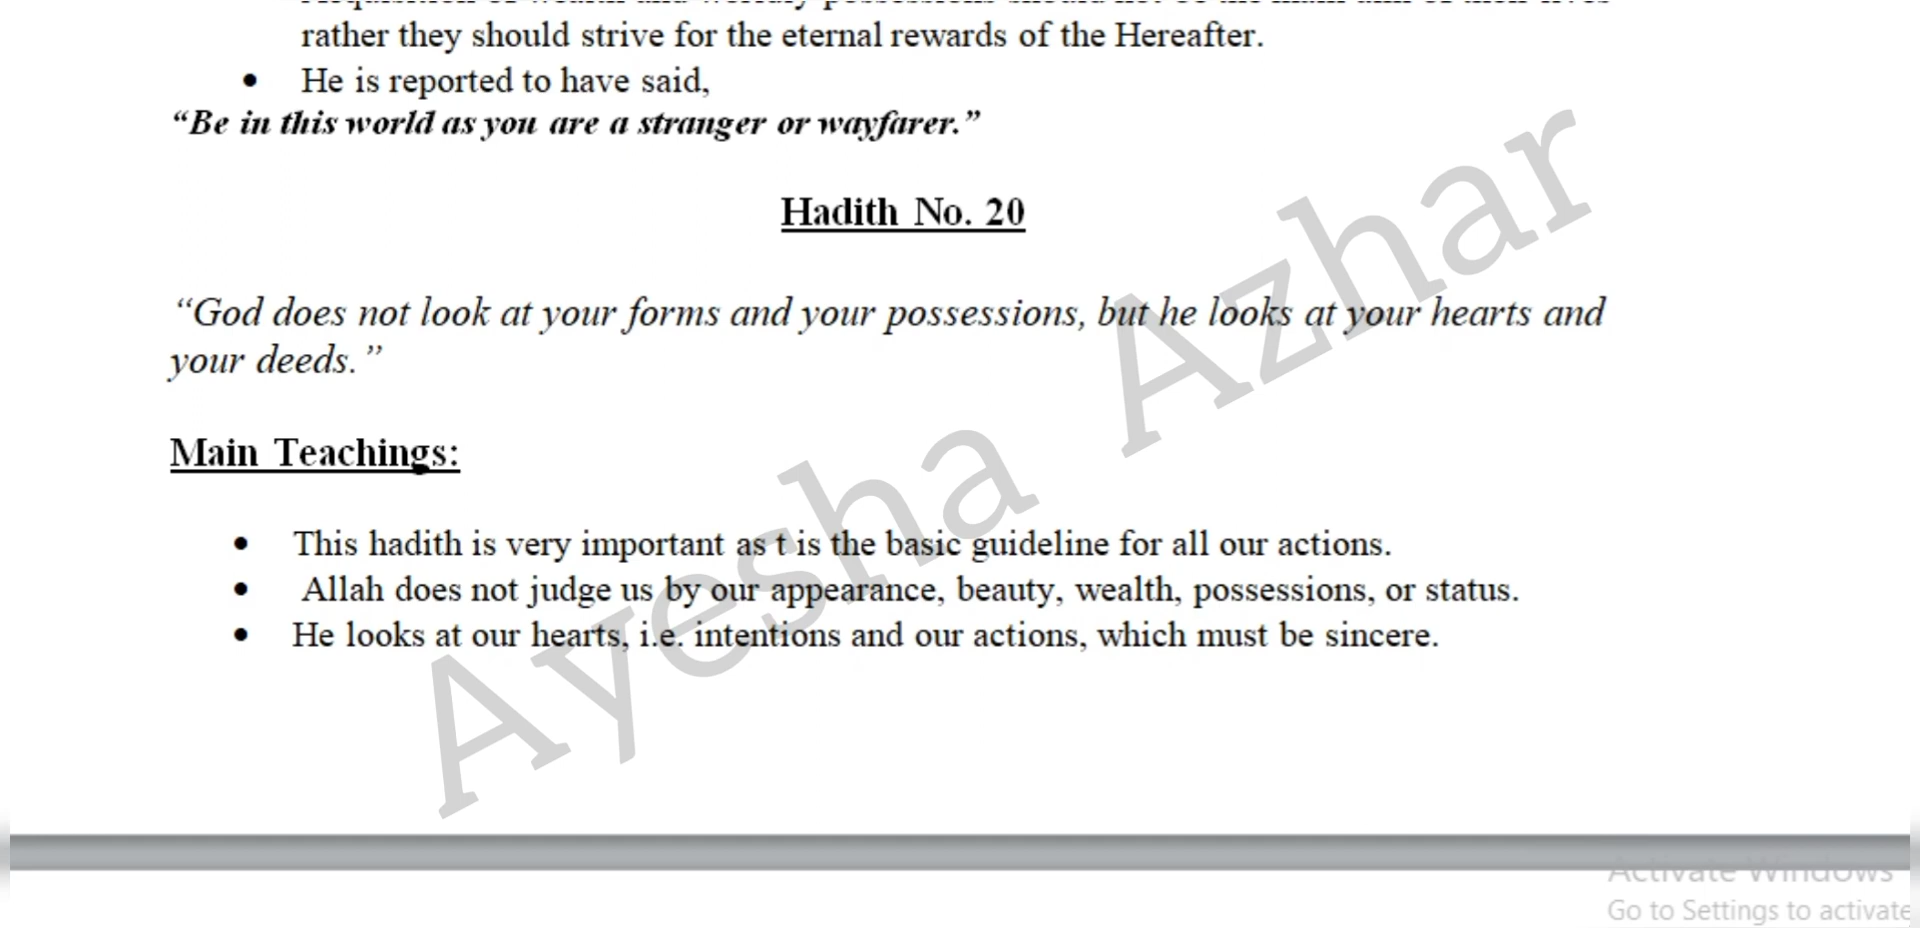 rather they should strive for the eternal rewards of the Hereafter.
• He is reported to have said,
“Be in this world as you are a stranger or wayfarer.”
Hadith No. 20
“God does not look at your forms and your possessions, but he looks at your hearts and
your deeds.”
Main Teachings:
• This hadith is very important as t is the basic guideline for all our actions.
• Allah does not judge us by our appearance, beauty, wealth, possessions, or status.
• He looks at our hearts, i.e. intentions and our actions, which must be sincere.
Ayesha Azhar
Activate Windows
Go to Settings to activate